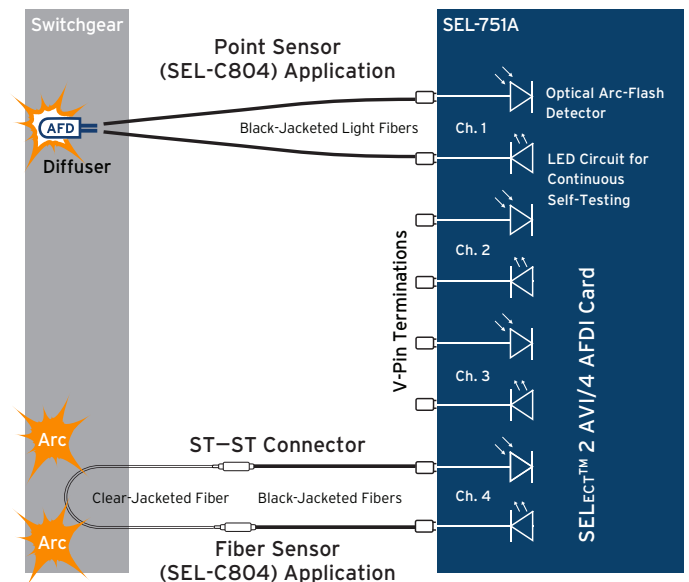 Switchgear
SEL-751A
Point Sensor
(SEL-C804) Application
AFD
Diffuser
Black-Jacketed Light Fibers
Ch. 1
Optical Arc-Flash
Detector
LED Circuit for
Continuous
Self-Testing
Ch. 2
V-Pin Terminations
Ch. 3
SELECT™ 2 AVI/4 AFDI Card
Arc
ST–ST Connector
Clear-Jacketed Fiber
Black-Jacketed Fibers
Ch. 4
Arc
Fiber Sensor
(SEL-C804) Application